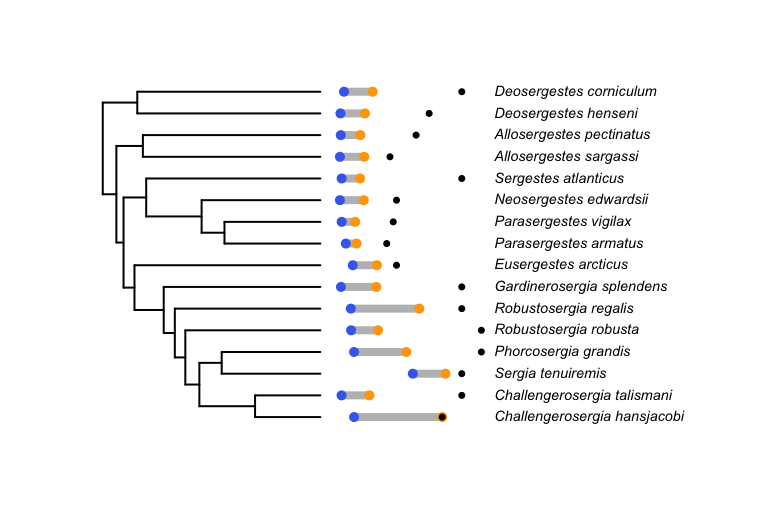 Deosergestes corniculum
Deosergestes henseni
Allosergestes pectinatus
Allosergestes sargassi
Sergestes atlanticus
Neosergestes edwardsii
Parasergestes vigilax
Parasergestes armatus
Eusergestes arcticus
Gardinerosergia splendens
Robustosergia regalis
Robustosergia robusta
Phorcosergia grandis
Sergia tenuiremis
Challengerosergia talismani
Challengerosergia hansjacobi